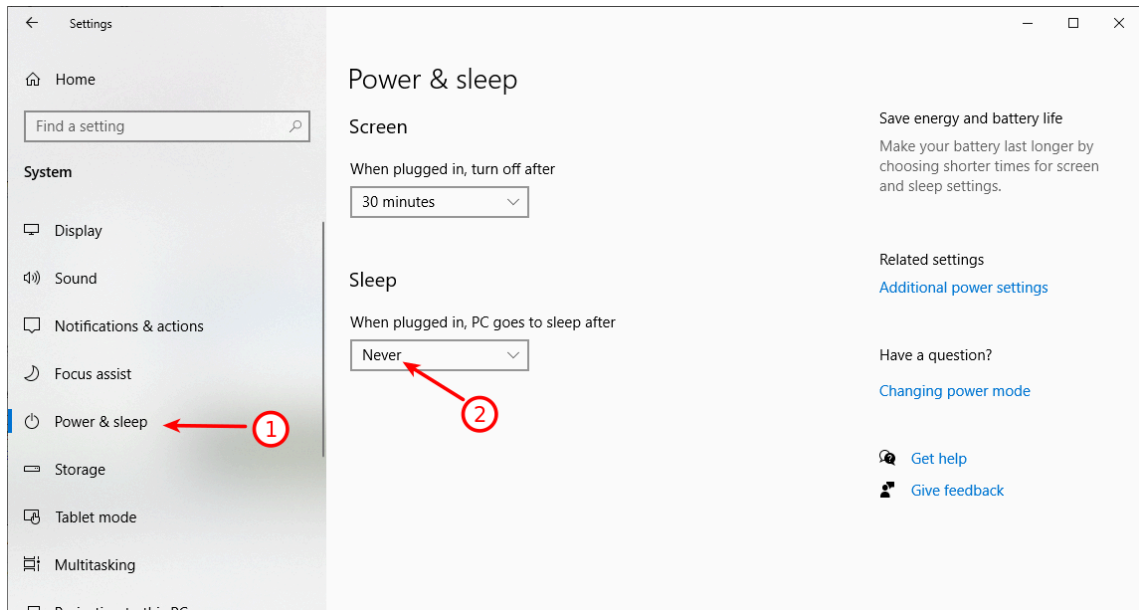 Settings
Home
Find a setting
System
Display
Sound
Notifications & actions
Focus assist
Power & sleep
1
Storage
Tablet mode
Multitasking
Power & sleep
Screen
When plugged in, turn off after
30 minutes
Sleep
When plugged in, PC goes to sleep after
Never
2
Save energy and battery life
Make your battery last longer by
choosing shorter times for screen
and sleep settings.
Related settings
Additional power settings
Have a question?
Changing power mode
Get help
Give feedback